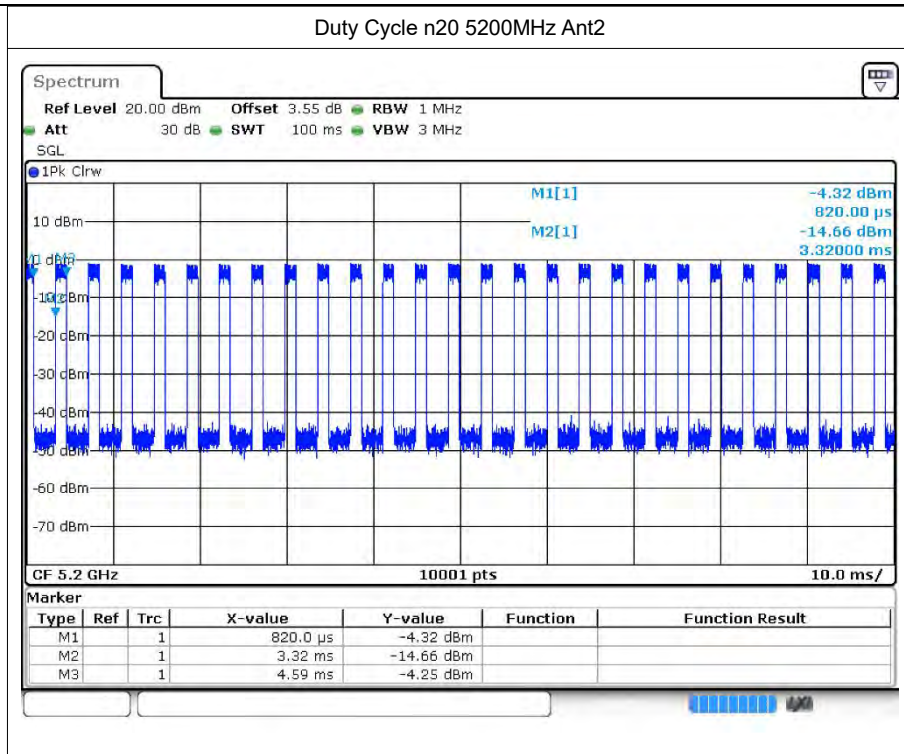 Duty Cycle n20 5200MHz Ant2
Spectrum
Ref Level 20.00 dBm Offset 3.55 dB RBW 1 MHz
Att 30 dB SWT 100 ms VBW 3 MHz
SGL
1Pk Clrw
M1[1] -4.32 dBm
820.00 µs
10 dBm
M2[1] -14.66 dBm
3.32000 ms
-20 dBm
-30 dBm
-40 dBm
-50 dBm
-60 dBm
-70 dBm
CF 5.2 GHz 10001 pts 10.0 ms/
Marker
Type Ref Trc X-value Y-value Function Function Result
M1 1 820.0 µs -4.32 dBm
M2 1 3.32 ms -14.66 dBm
M3 1 4.59 ms -4.25 dBm